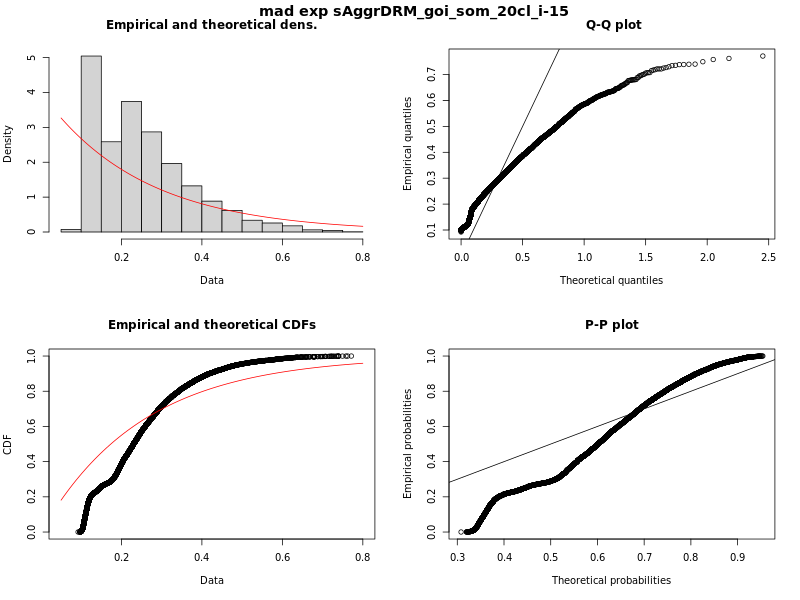 mad exp sAggrDRM_goi_som_20cl_i-15
Empirical and theoretical dens.
Density
0 1 2 3 4 5
0.2 0.4 0.6 0.8
Data
Q-Q plot
Empirical quantiles
0.1 0.2 0.3 0.4 0.5 0.6 0.7
0.0 0.5 1.0 1.5 2.0 2.5
Theoretical quantiles
Empirical and theoretical CDFs
CDF
0.0 0.2 0.4 0.6 0.8 1.0
0.2 0.4 0.6 0.8
Data
P-P plot
Empirical probabilities
0.0 0.2 0.4 0.6 0.8 1.0
0.3 0.4 0.5 0.6 0.7 0.8 0.9
Theoretical probabilities